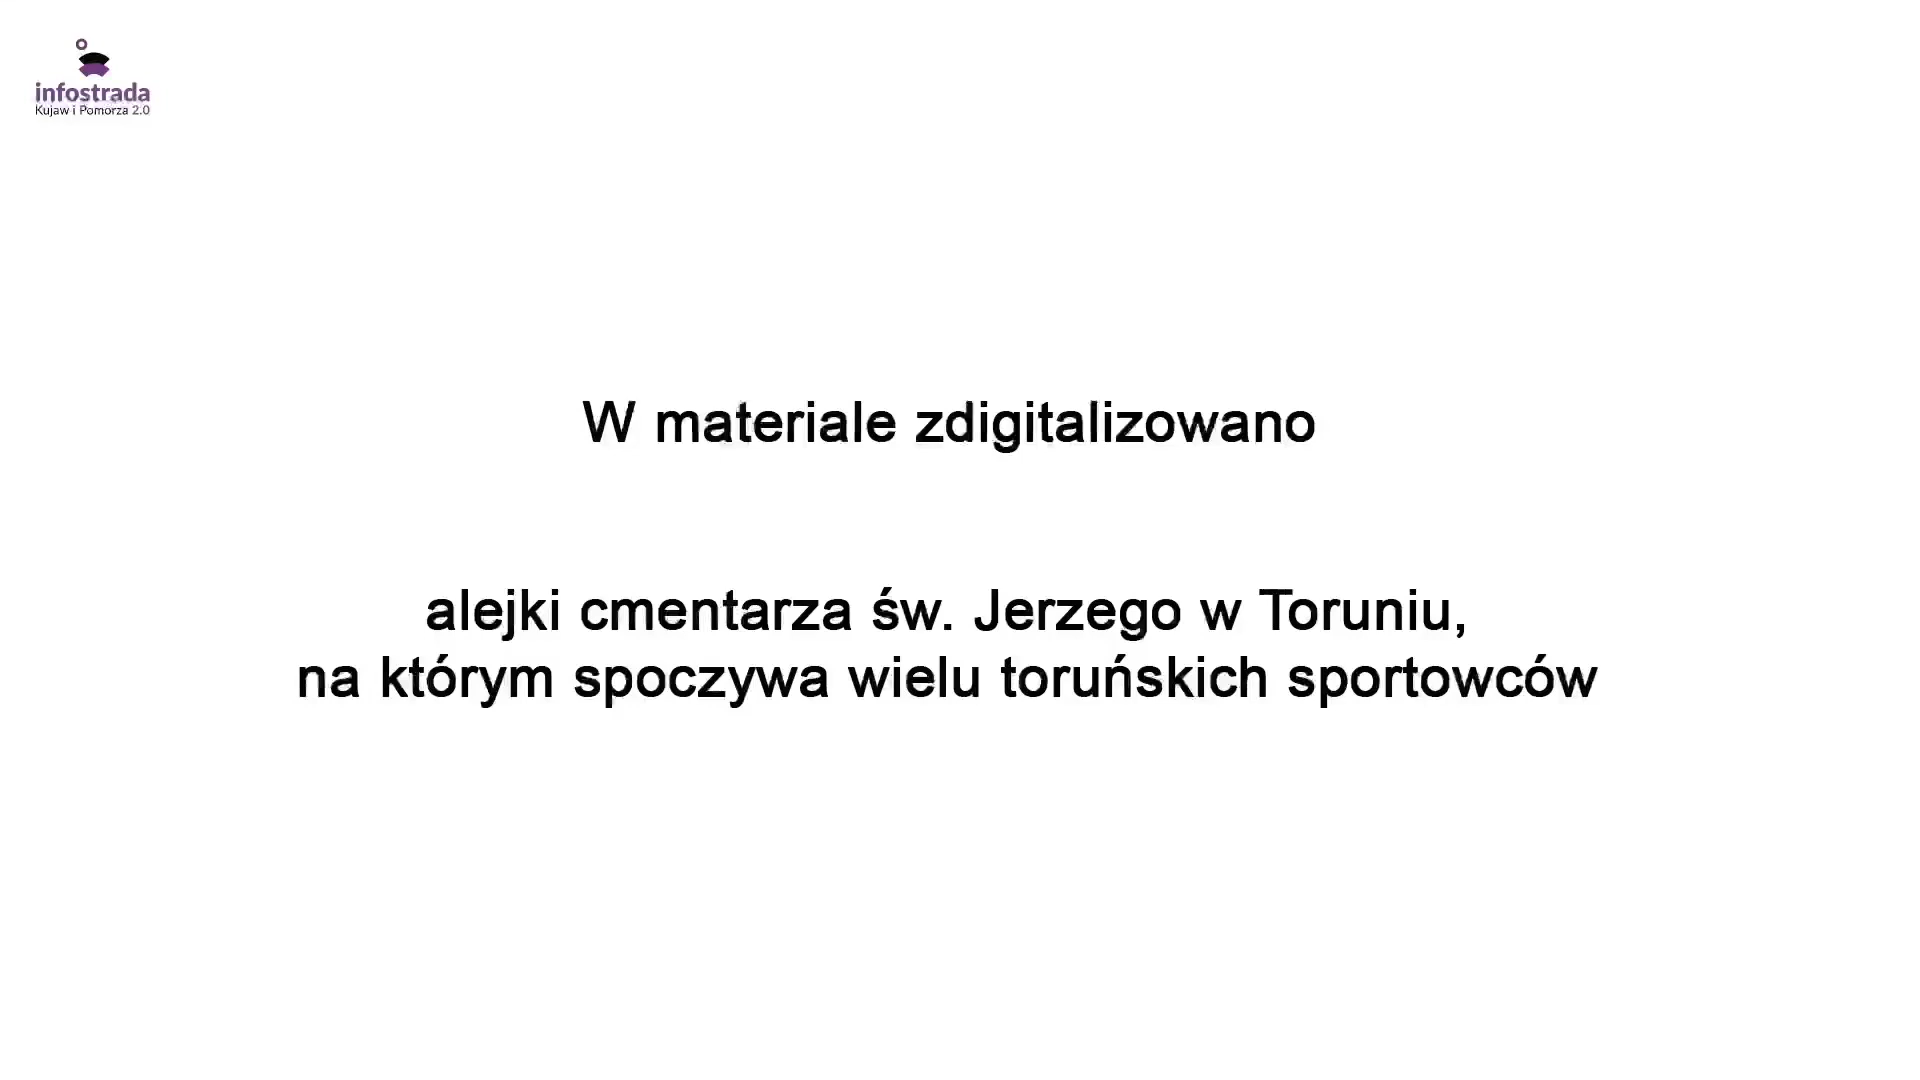 infostrada
Kujaw i Pomorza 2.0
W materiale zdigitalizowano
alejki cmentarza św. Jerzego w Toruniu,
na którym spoczywa wielu toruńskich sportowców